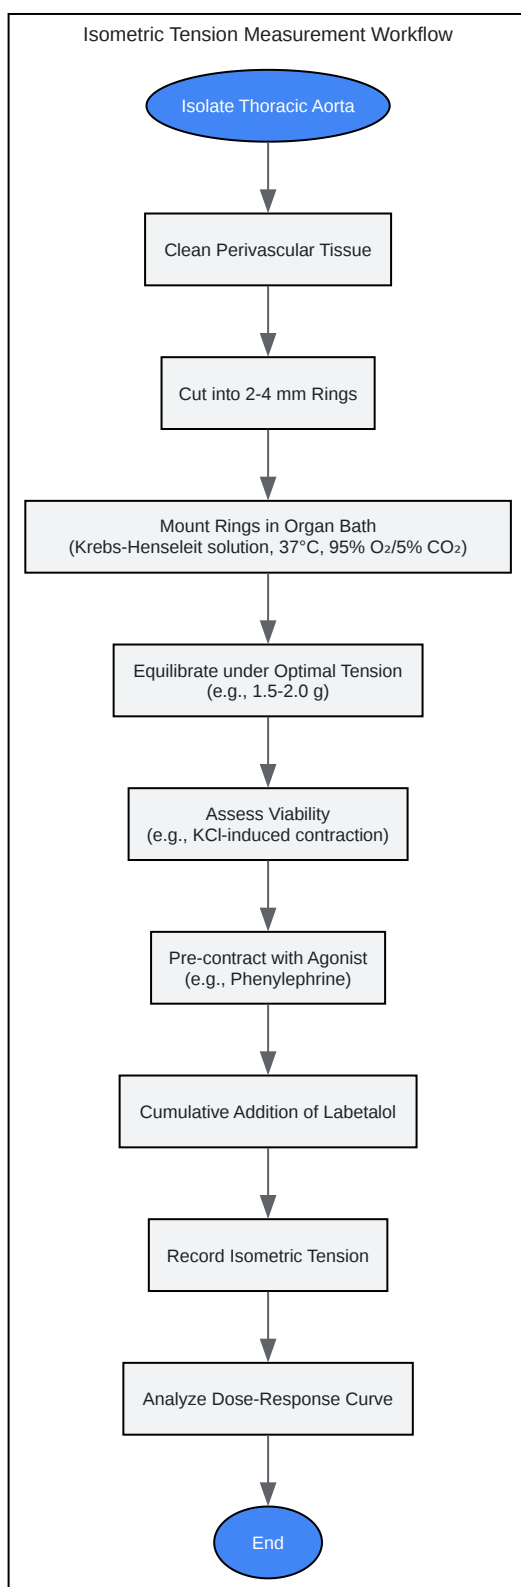 Isometric Tension Measurement Workflow
Isolate Thoracic Aorta
Clean Perivascular Tissue
Cut into 2-4 mm Rings
Mount Rings in Organ Bath
(Krebs-Henseleit solution, 37°C, 95% O₂/5% CO₂)
Equilibrate under Optimal Tension
(e.g., 1.5-2.0 g)
Assess Viability
(e.g., KCl-induced contraction)
Pre-contract with Agonist
(e.g., Phenylephrine)
Cumulative Addition of Labetalol
Record Isometric Tension
Analyze Dose-Response Curve
End